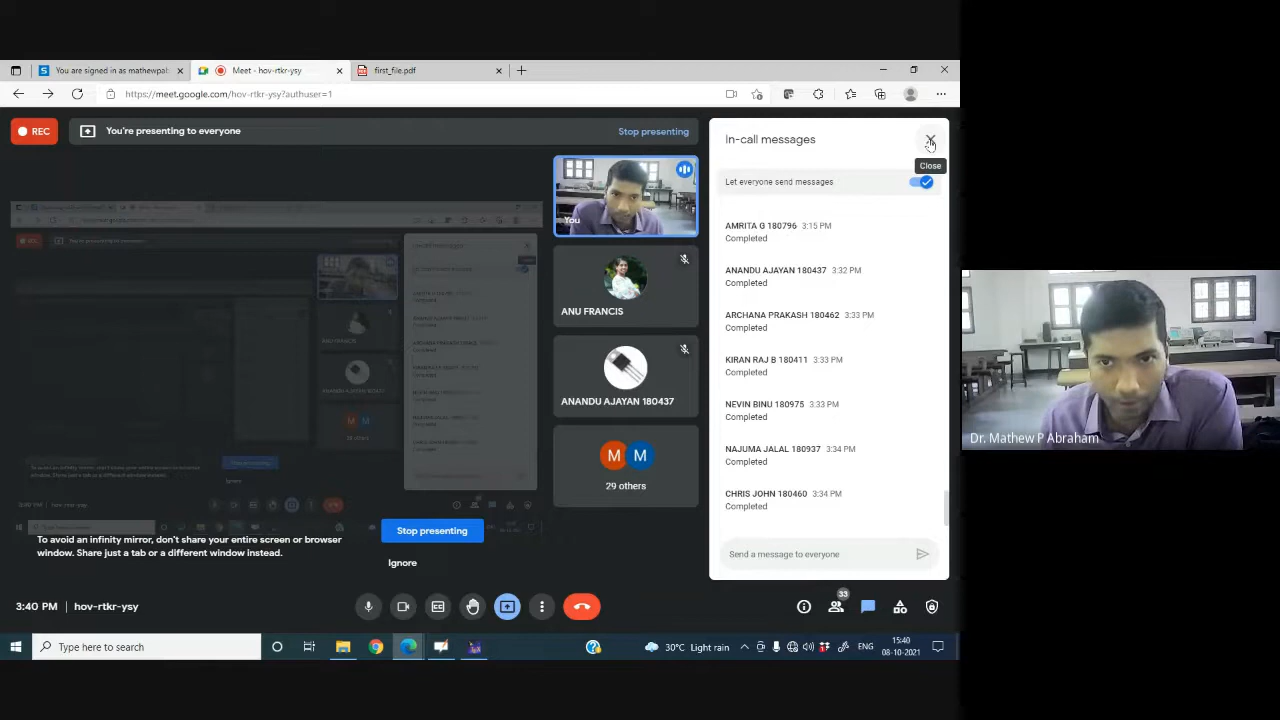 You are signed in as mathewpal
Meet - hov-rtkr-ysy
first_file.pdf
https://meet.google.com/hov-rtkr-ysy?authuser=1
REC
You're presenting to everyone
Stop presenting
In-call messages
Close
Let everyone send messages
You
AMRITA G 180796 3:15 PM
Completed
ANANDU AJAYAN 180437 3:32 PM
Completed
ANU FRANCIS
ARCHANA PRAKASH 180462 3:33 PM
Completed
KIRAN RAJ B 180411 3:33 PM
Completed
ANANDU AJAYAN 180437
NEVIN BINU 180975 3:33 PM
Completed
Dr. Mathew P Abraham
NAJUMA JALAL 180937 3:34 PM
Completed
M M
29 others
CHRIS JOHN 180460 3:34 PM
Completed
To avoid an infinity mirror, don't share your entire screen or browser
window. Share just a tab or a different window instead.
Stop presenting
Ignore
Send a message to everyone
3:40 PM | hov-rtkr-ysy
33
Type here to search
30°C Light rain
ENG
15:40
08-10-2021